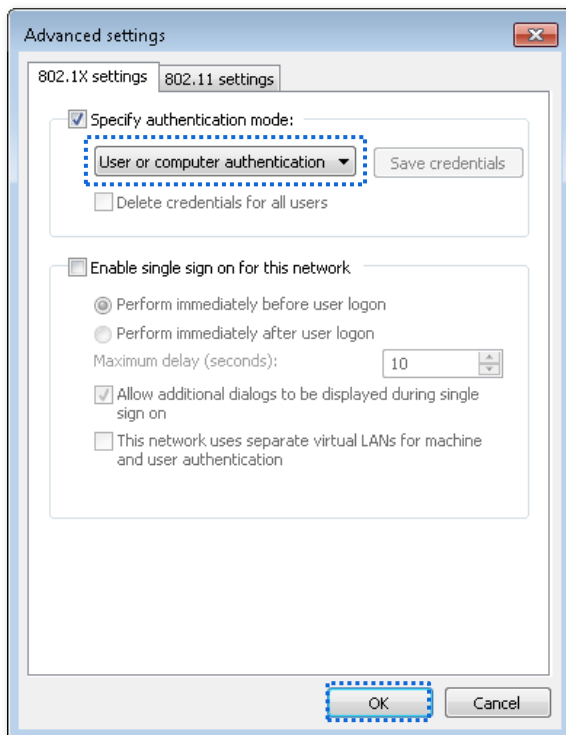 Advanced settings
802.1X settings
802.11 settings
Specify authentication mode:
User or computer authentication
Save credentials
Delete credentials for all users
Enable single sign on for this network
Perform immediately before user logon
Perform immediately after user logon
Maximum delay (seconds):
10
Allow additional dialogs to be displayed during single
sign on
This network uses separate virtual LANs for machine
and user authentication
OK
Cancel